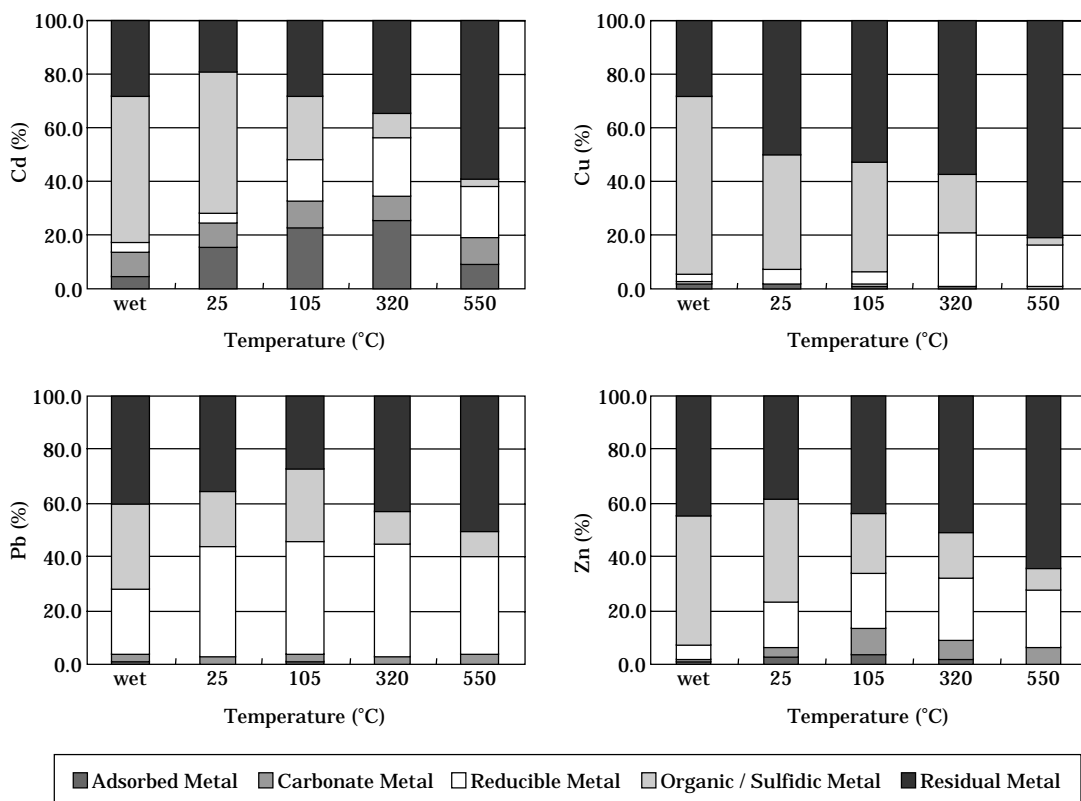 Cd (%)
100.0
80.0
60.0
40.0
20.0
0.0
wet 25 105 320 550
Temperature (°C)
Cu (%)
100.0
80.0
60.0
40.0
20.0
0.0
wet 25 105 320 550
Temperature (°C)
Pb (%)
100.0
80.0
60.0
40.0
20.0
0.0
wet 25 105 320 550
Temperature (°C)
Zn (%)
100.0
80.0
60.0
40.0
20.0
0.0
wet 25 105 320 550
Temperature (°C)
Adsorbed Metal Carbonate Metal Reducible Metal Organic / Sulfidic Metal Residual Metal